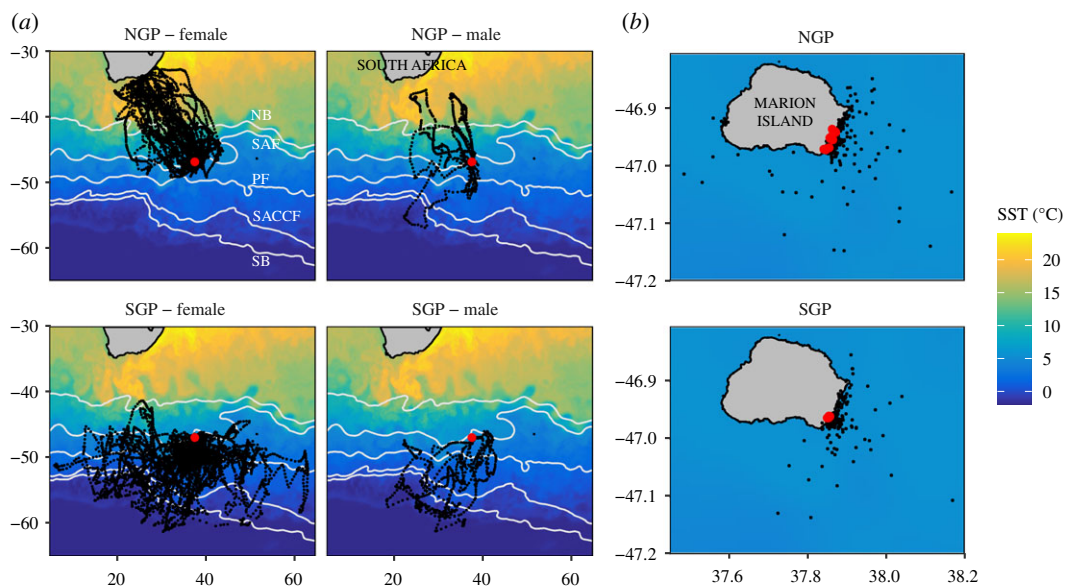 (a)
NGP – female
NGP – male
–30
–40
–50
–60
SOUTH AFRICA
NB
SAF
PF
SACCF
SB
SGP – female
SGP – male
–30
–40
–50
–60
20 40 60
20 40 60
(b)
NGP
–46.9
–47.0
–47.1
–47.2
MARION
ISLAND
SGP
–46.9
–47.0
–47.1
–47.2
37.6 37.8 38.0 38.2
SST (°C)
20
15
10
5
0